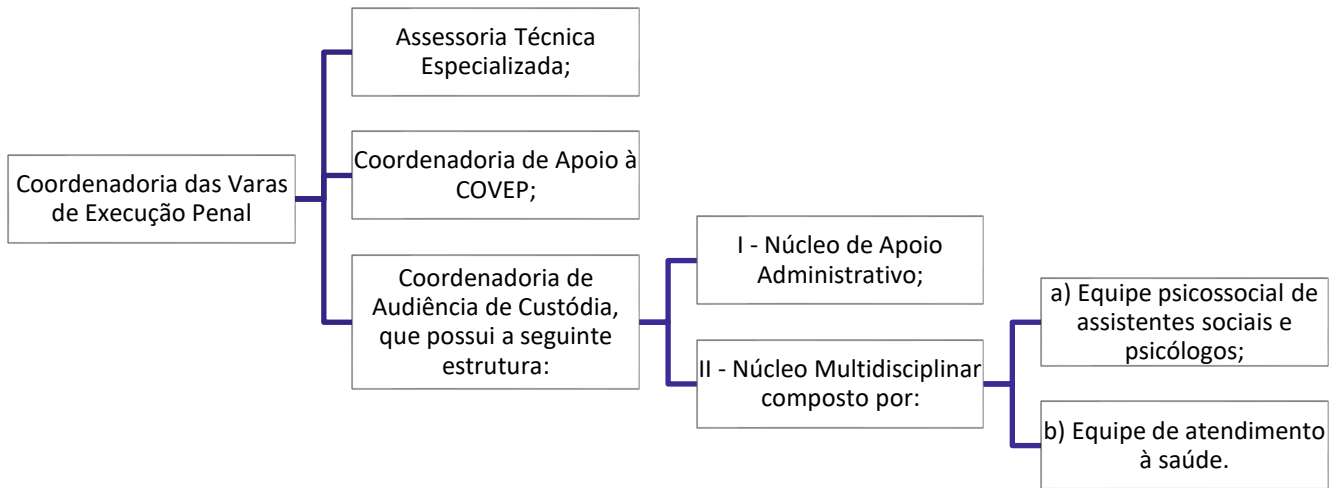 Coordenadoria das Varas
de Execução Penal
Assessoria Técnica
Especializada;
Coordenadoria de Apoio à
COVEP;
Coordenadoria de
Audiência de Custódia,
que possui a seguinte
estrutura:
I - Núcleo de Apoio
Administrativo;
II - Núcleo Multidisciplinar
composto por:
a) Equipe psicossocial de
assistentes sociais e
psicólogos;
b) Equipe de atendimento
à saúde.